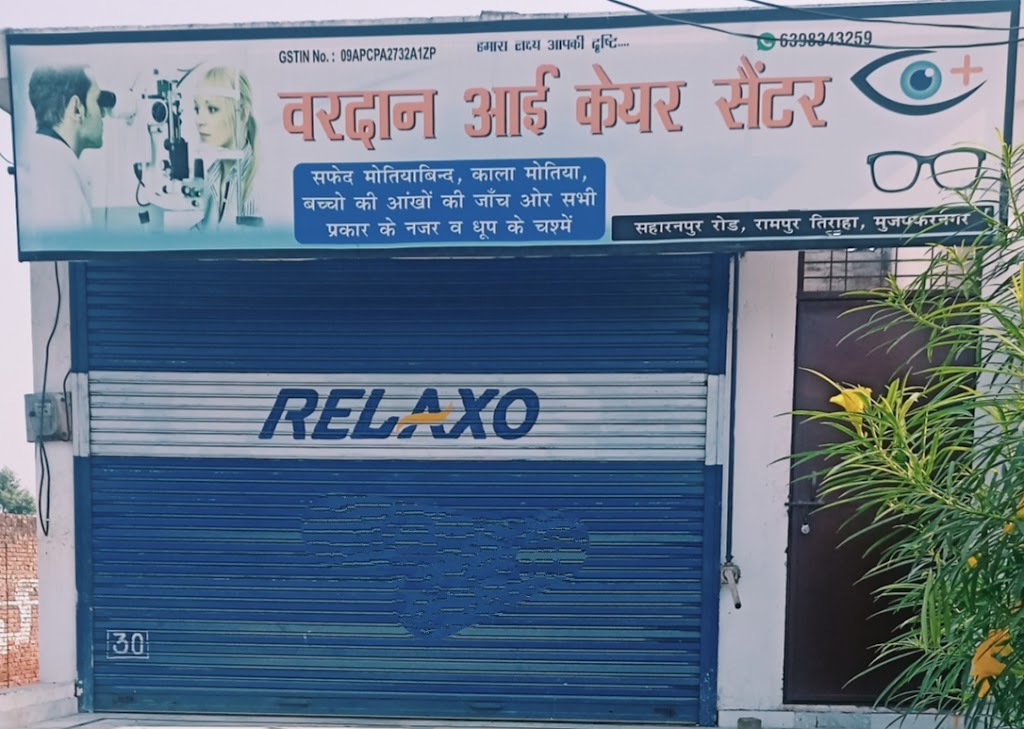 GSTIN No. : 09APCPA2732A1ZP
हमारा लक्ष्य आपकी दृष्टि....
6398343259
वरदान आई केयर सैंटर
सफेद मोतियाबिन्द, काला मोतिया,
बच्चो की आंखों की जाँच ओर सभी
प्रकार के नजर व धूप के चश्में
सहारनपुर रोड, रामपुर तिराहा, मुजफ्फरनगर
RELAXO
30